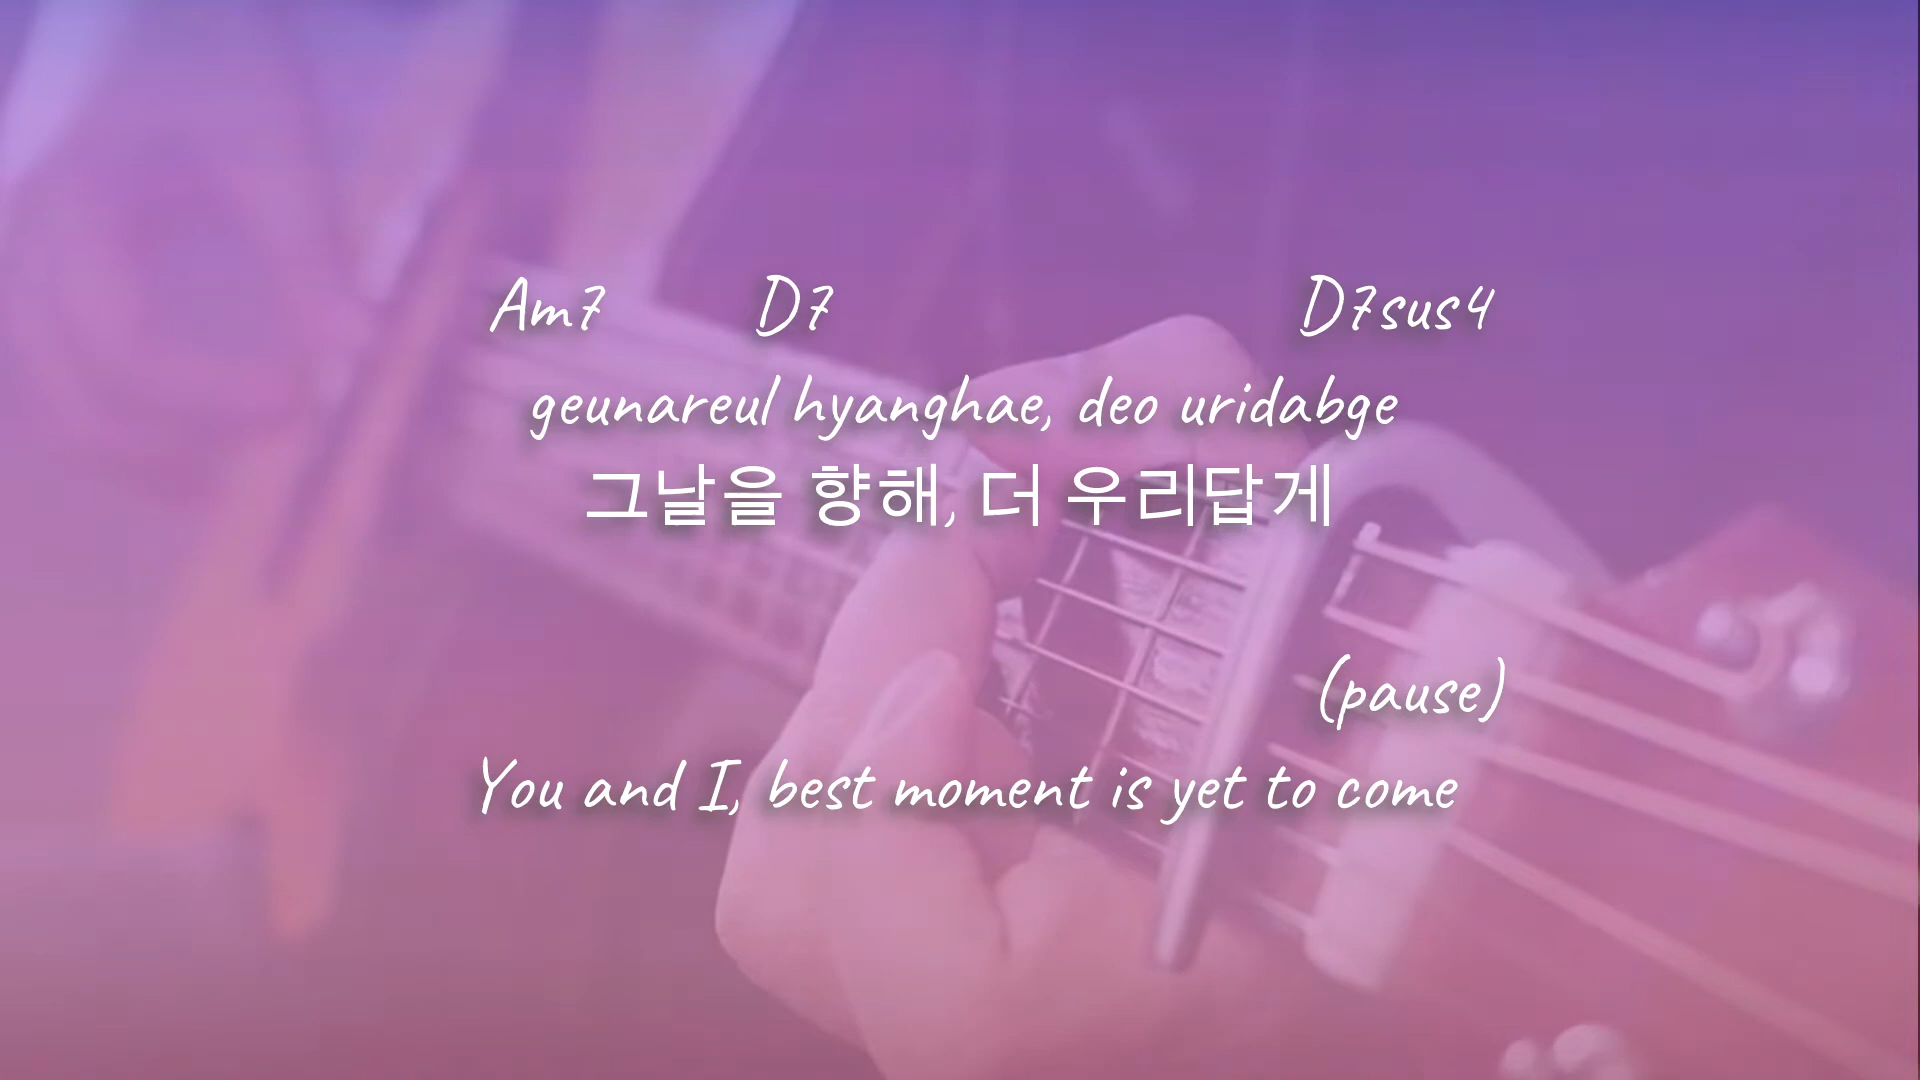 Am7 D7 D7sus4
geunareul hyanghae, deo uridabge
그날을 향해, 더 우리답게
(pause)
You and I, best moment is yet to come